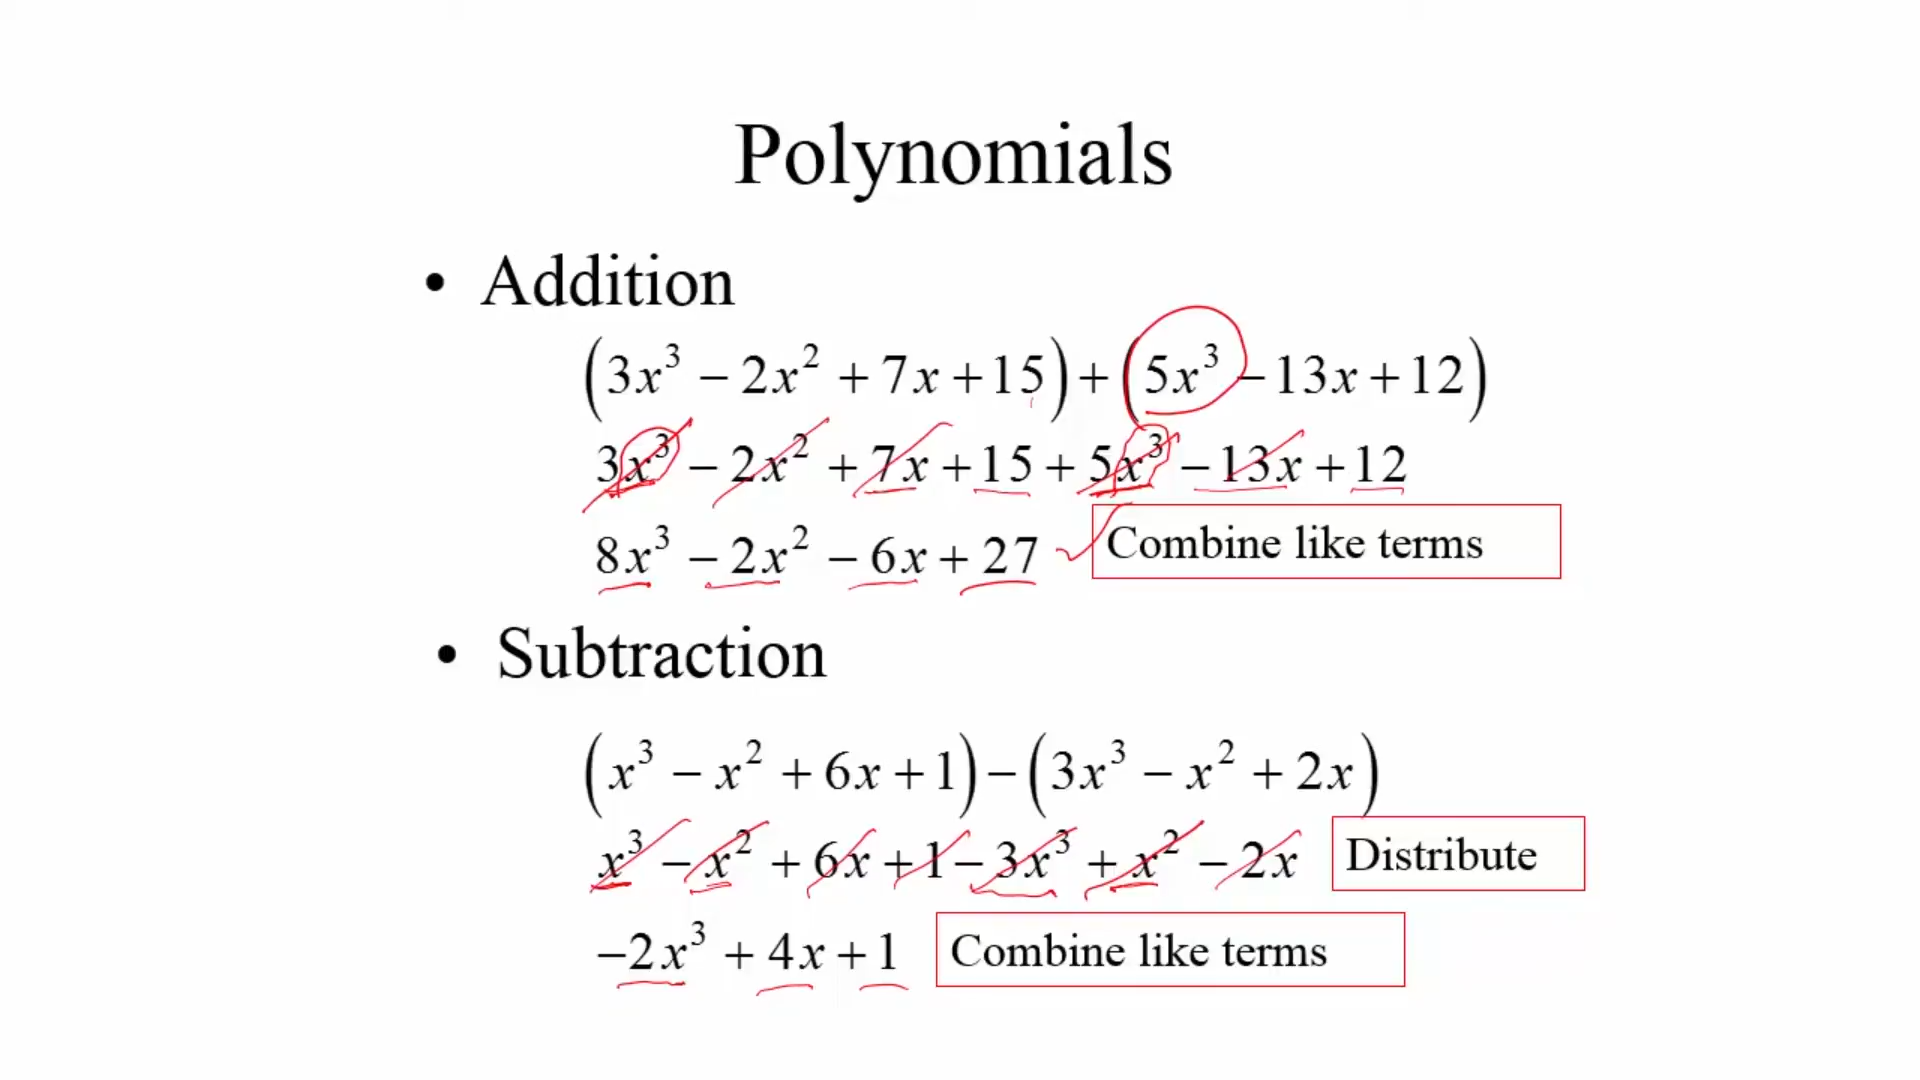 Polynomials
• Addition
(3x³ − 2x² + 7x + 15) + (5x³ − 13x + 12)
3x³ − 2x² + 7x + 15 + 5x³ − 13x + 12
8x³ − 2x² − 6x + 27 Combine like terms
• Subtraction
(x³ − x² + 6x + 1) − (3x³ − x² + 2x)
x³ − x² + 6x + 1 − 3x³ + x² − 2x Distribute
−2x³ + 4x + 1 Combine like terms